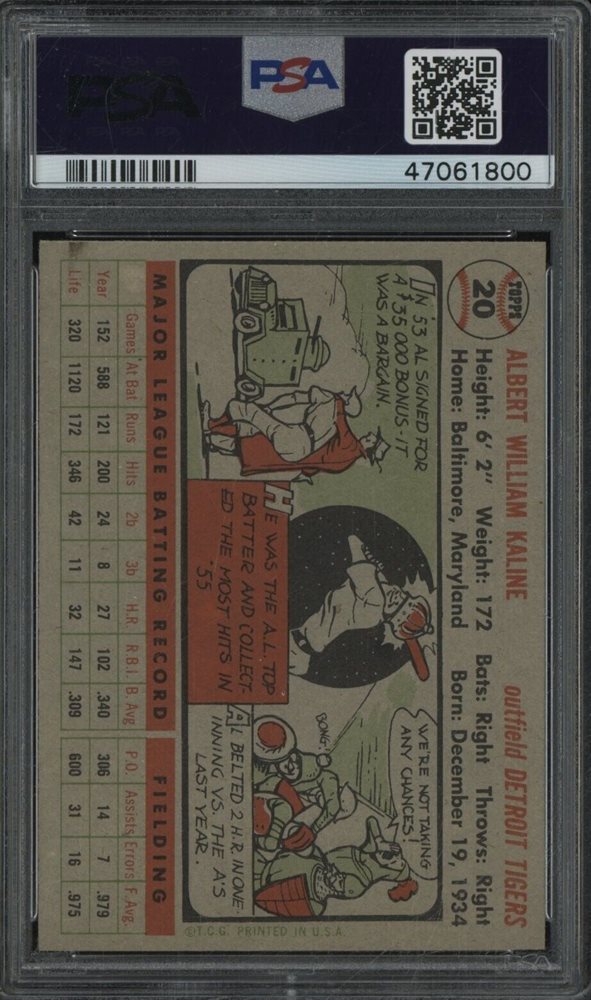 PSA
PSA
47061800
TOPPS
20
ALBERT WILLIAM KALINE outfield DETROIT TIGERS
Height: 6' 2" Weight: 172 Bats: Right Throws: Right
Home: Baltimore, Maryland Born: December 19, 1934
IN '53 AL SIGNED FOR
A $35,000 BONUS-IT
WAS A BARGAIN.
HE WAS THE A.L. TOP
BATTER AND COLLECT-
ED THE MOST HITS IN
'55
WE'RE NOT TAKING
ANY CHANGES!
BONG!
AL BELTED 2 H.R. IN ONE
INNING VS. THE A'S
LAST YEAR.
©T.C.G. PRINTED IN U.S.A.
MAJOR LEAGUE BATTING RECORD FIELDING
Games At Bat Runs Hits 2b 3b H.R. R.B.I. B. Avg. P.O. Assists Errors F. Avg.
Year 152 588 121 200 24 8 27 102 .340 306 14 7 .979
Life 320 1120 172 346 42 11 32 147 .309 600 31 16 .975